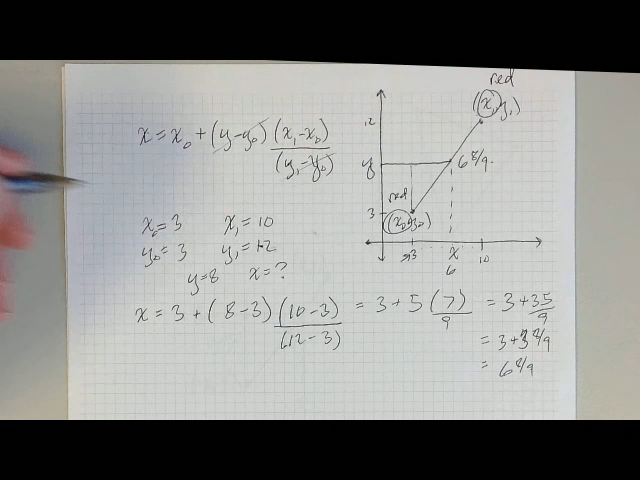 red
(x₁, y₁)
12
x = x₀ + (y - y₀) (x₁ - x₀)
(y₁ - y₀)
y
6 8/9
red
3
(x₀, y₀)
3
x
10
6
x₀ = 3 x₁ = 10
y₀ = 3 y₁ = 12
y = 8 x = ?
x = 3 + (8 - 3) (10 - 3) / (12 - 3) = 3 + 5 (7) / 9 = 3 + 35 / 9
= 3 + 3 8/9
= 6 8/9